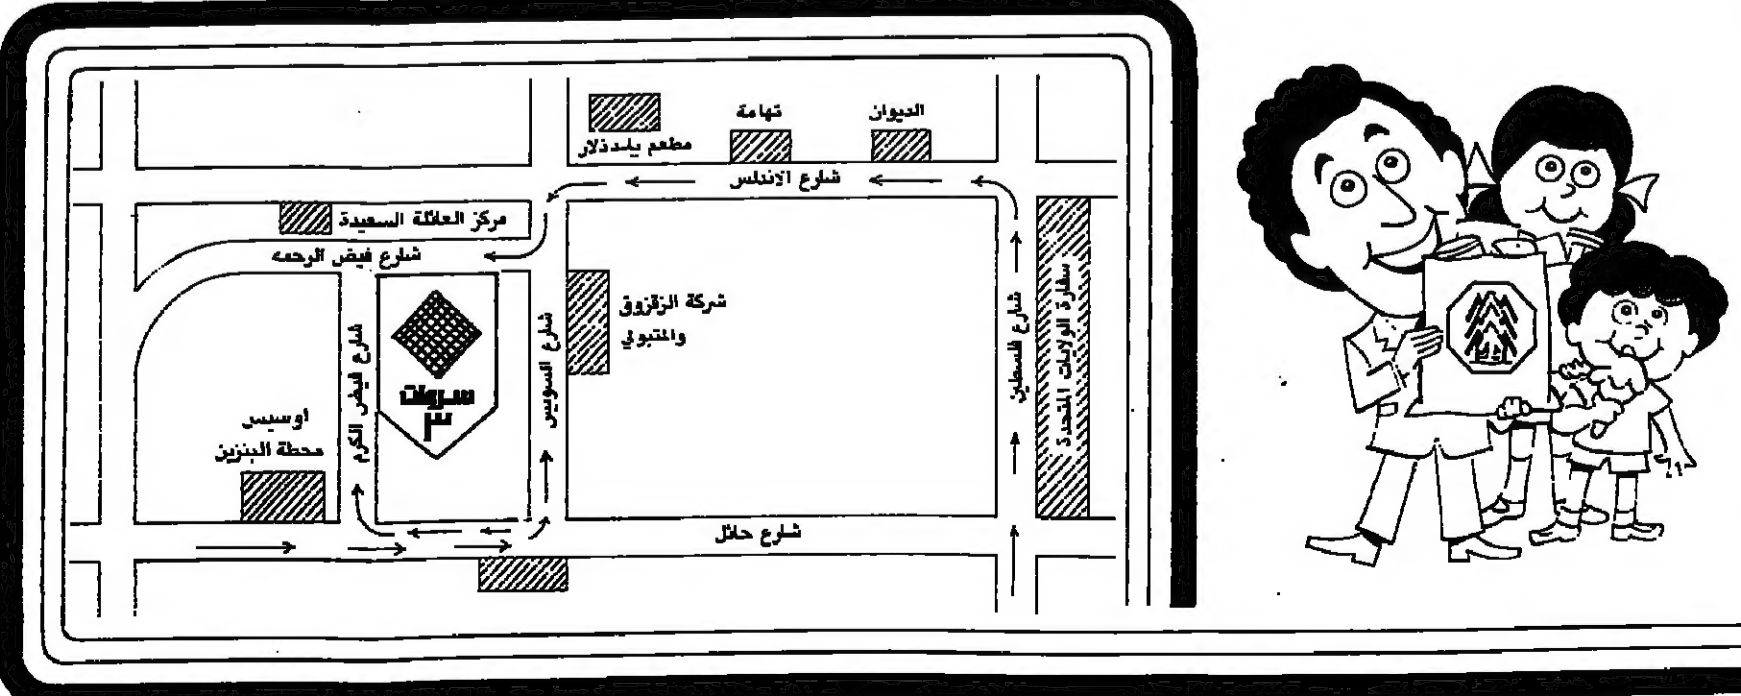 الديوان
تهامة
شارع الاندلس
مركز العائلة السعيدة
شارع فيض الرحمه
سفارة الولايات المتحدة
شارع فلسطين
شركة الزقزوق
والمتبولي
شارع السويس
سروات
٣
شارع فيض الكرم
اوسيس
محطة البنزين
شارع حائل
مطعم